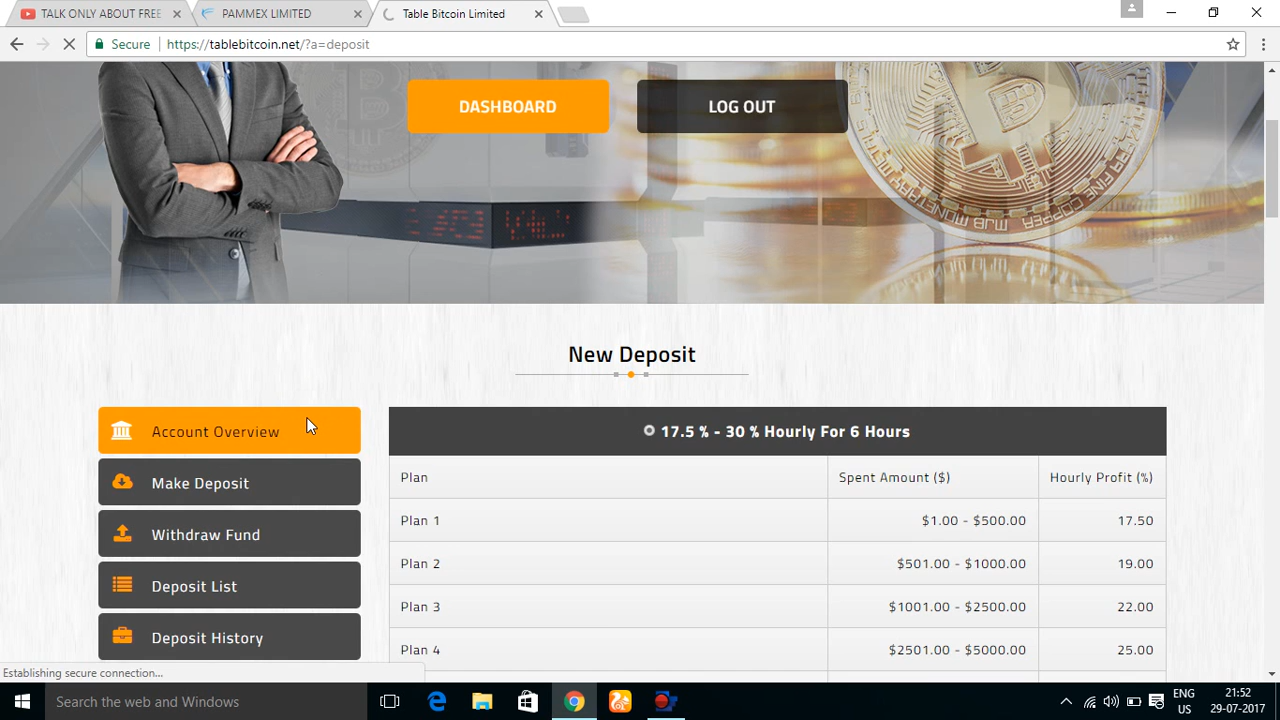 TALK ONLY ABOUT FREE
PAMMEX LIMITED
Table Bitcoin Limited
Secure
https://tablebitcoin.net/?a=deposit
DASHBOARD
LOG OUT
New Deposit
Account Overview
Make Deposit
Withdraw Fund
Deposit List
Deposit History
17.5 % - 30 % Hourly For 6 Hours
Plan Spent Amount ($) Hourly Profit (%)
Plan 1 $1.00 - $500.00 17.50
Plan 2 $501.00 - $1000.00 19.00
Plan 3 $1001.00 - $2500.00 22.00
Plan 4 $2501.00 - $5000.00 25.00
Establishing secure connection...
Search the web and Windows
ENG
US
21:52
29-07-2017